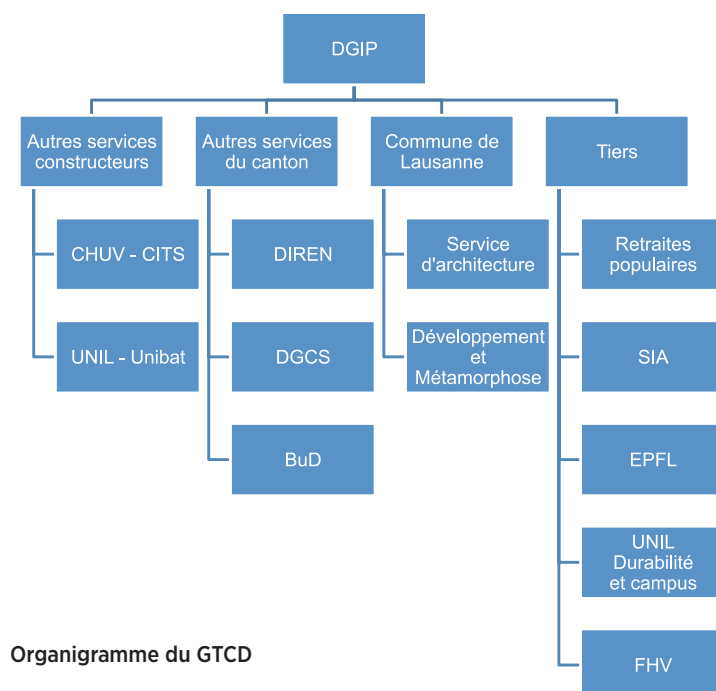 DGIP
Autres services
constructeurs
CHUV - CITS
UNIL - Unibat
Autres services
du canton
DIREN
DGCS
BuD
Commune de
Lausanne
Service
d'architecture
Développement
et
Métamorphose
Tiers
Retraites
populaires
SIA
EPFL
UNIL
Durabilité
et campus
FHV
Organigramme du GTCD